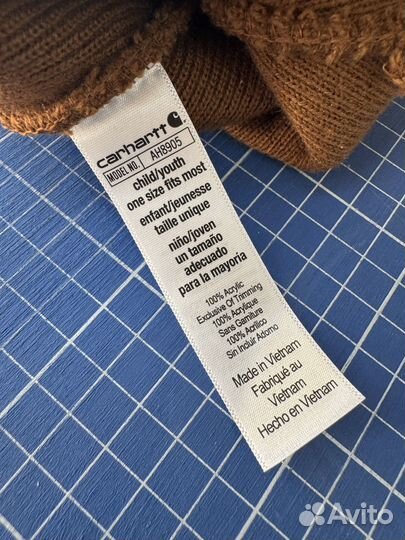 carhartt
MODEL NO. AH8905
child/youth
one size fits most
enfant/jeunesse
taille unique
niño/joven
un tamaño
adecuado
para la mayoría
100% Acrylic
Exclusive Of Trimming
100% Acrylique
Sans Garniture
100% Acrílico
Sin Incluir Adorno
Made in Vietnam
Fabriqué au
Vietnam
Hecho en Vietnam
Avito